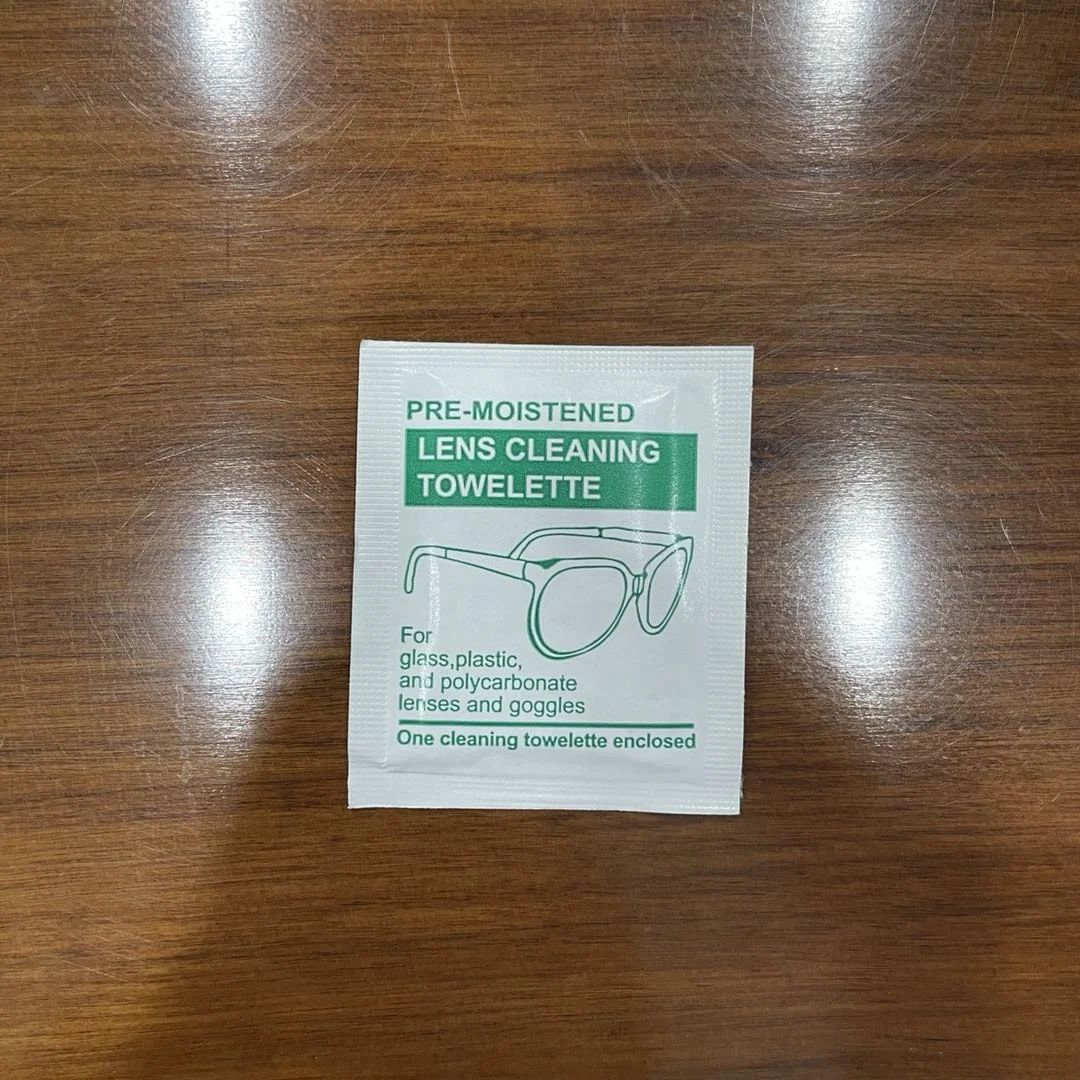 PRE-MOISTENED
LENS CLEANING
TOWELETTE
For
glass,plastic,
and polycarbonate
lenses and goggles
One cleaning towelette enclosed